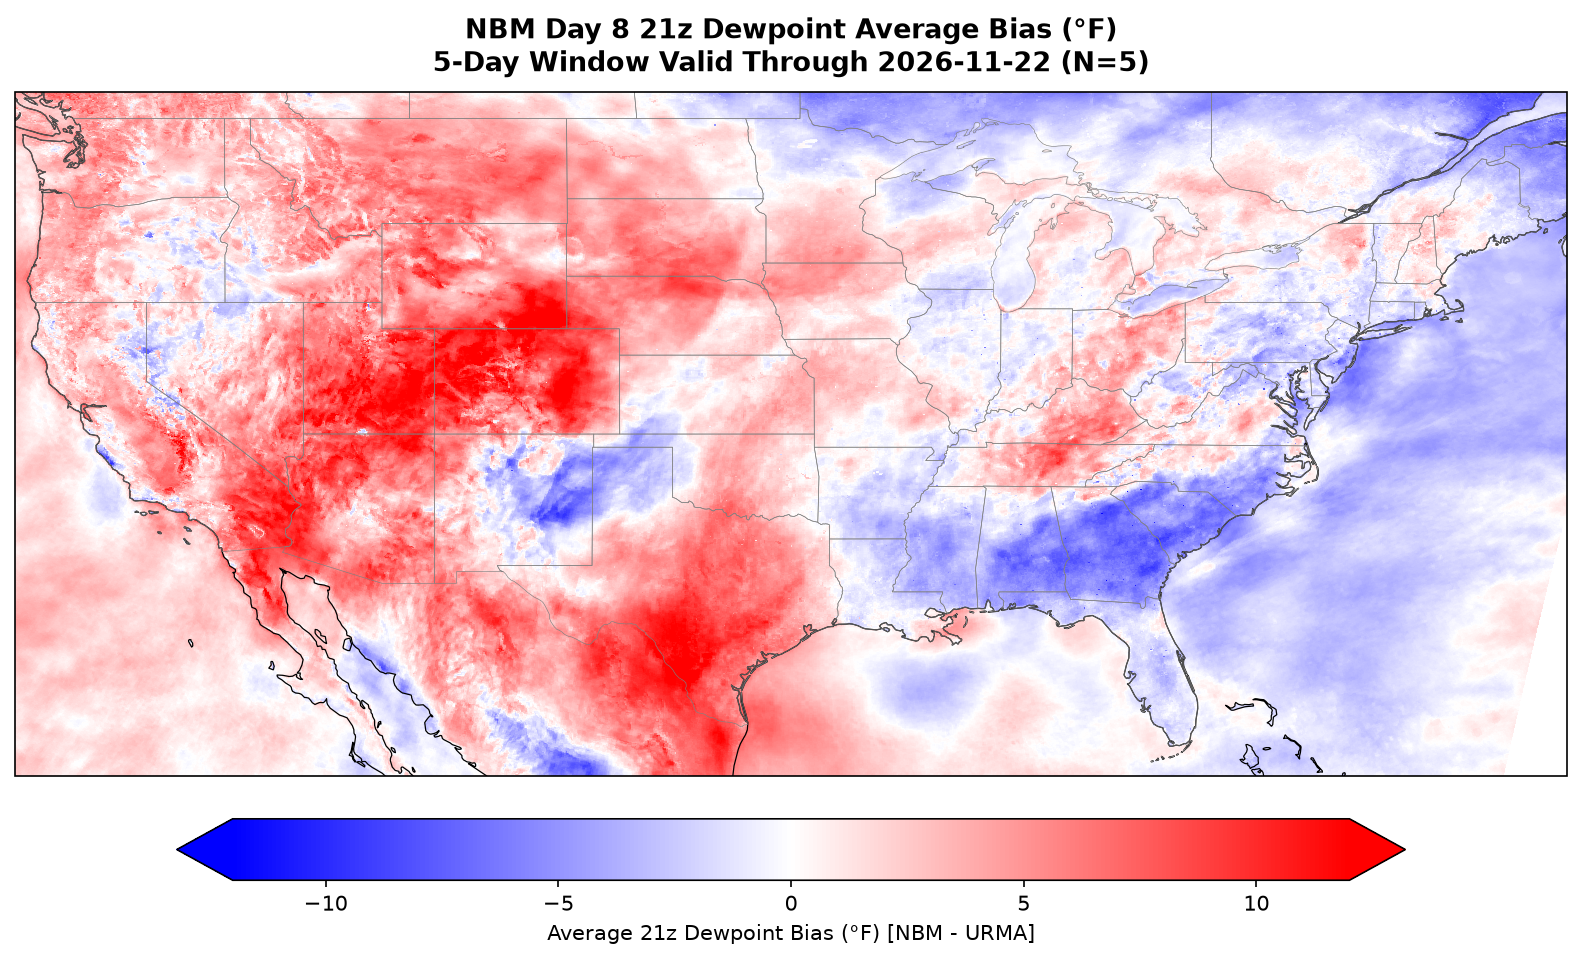 NBM Day 8 21z Dewpoint Average Bias (°F)
5-Day Window Valid Through 2026-11-22 (N=5)
−10 −5 0 5 10
Average 21z Dewpoint Bias (°F) [NBM - URMA]